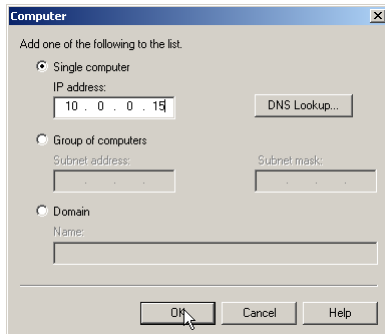 Computer
Add one of the following to the list.
Single computer
IP address:
10 . 0 . 0 . 15
DNS Lookup...
Group of computers
Subnet address:
Subnet mask:
. . .
. . .
Domain
Name:
OK
Cancel
Help